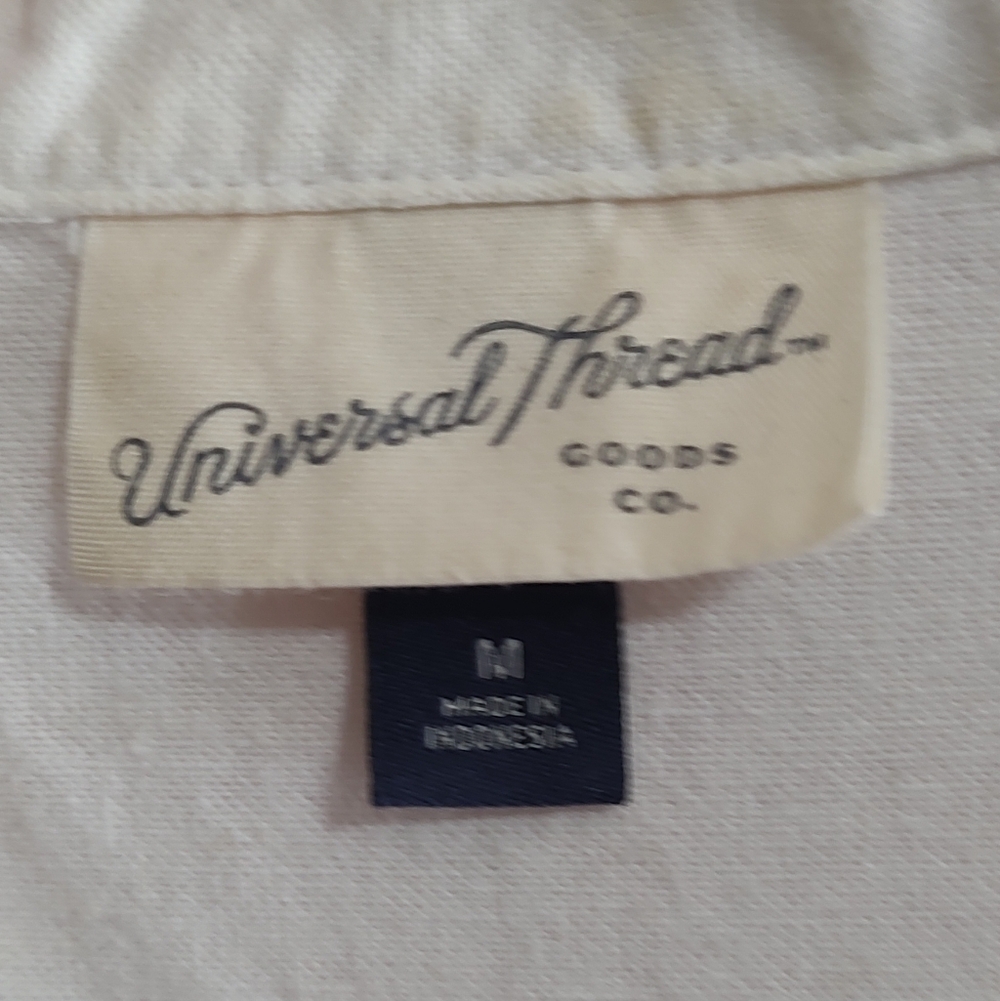 Universal Thread™
GOODS
CO.
M
MADE IN
INDONESIA